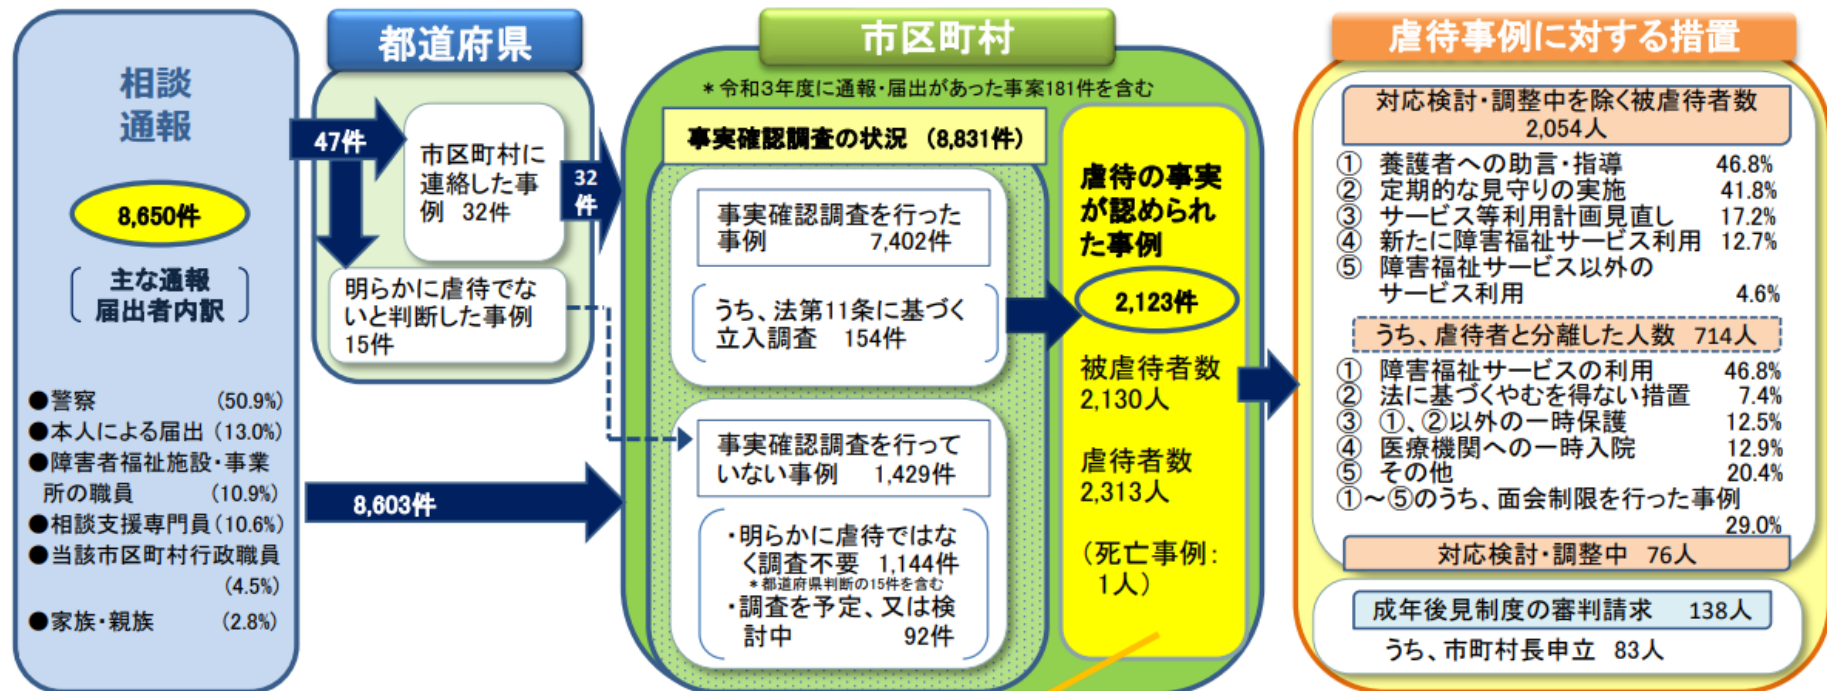 相談
通報
8,650件
主な通報
届出者内訳
●警察 (50.9%)
●本人による届出 (13.0%)
●障害者福祉施設・事業
所の職員 (10.9%)
●相談支援専門員 (10.6%)
●当該市区町村行政職員
(4.5%)
●家族・親族 (2.8%)
都道府県
47件
市区町村に
連絡した事
例 32件
32
件
明らかに虐待でな
いと判断した事例
15件
8,603件
市区町村
*令和3年度に通報・届出があった事案181件を含む
事実確認調査の状況 (8,831件)
事実確認調査を行った
事例 7,402件
うち、法第11条に基づく
立入調査 154件
事実確認調査を行って
いない事例 1,429件
・明らかに虐待ではな
く調査不要 1,144件
*都道府県判断の15件を含む
・調査を予定、又は検
討中 92件
虐待の事実
が認められ
た事例
2,123件
被虐待者数
2,130人
虐待者数
2,313人
(死亡事例:
1人)
虐待事例に対する措置
対応検討・調整中を除く被虐待者数
2,054人
① 養護者への助言・指導 46.8%
② 定期的な見守りの実施 41.8%
③ サービス等利用計画見直し 17.2%
④ 新たに障害福祉サービス利用 12.7%
⑤ 障害福祉サービス以外の
サービス利用 4.6%
うち、虐待者と分離した人数 714人
① 障害福祉サービスの利用 46.8%
② 法に基づくやむを得ない措置 7.4%
③ ①、②以外の一時保護 12.5%
④ 医療機関への一時入院 12.9%
⑤ その他 20.4%
①~⑤のうち、面会制限を行った事例
29.0%
対応検討・調整中 76人
成年後見制度の審判請求 138人
うち、市町村長申立 83人